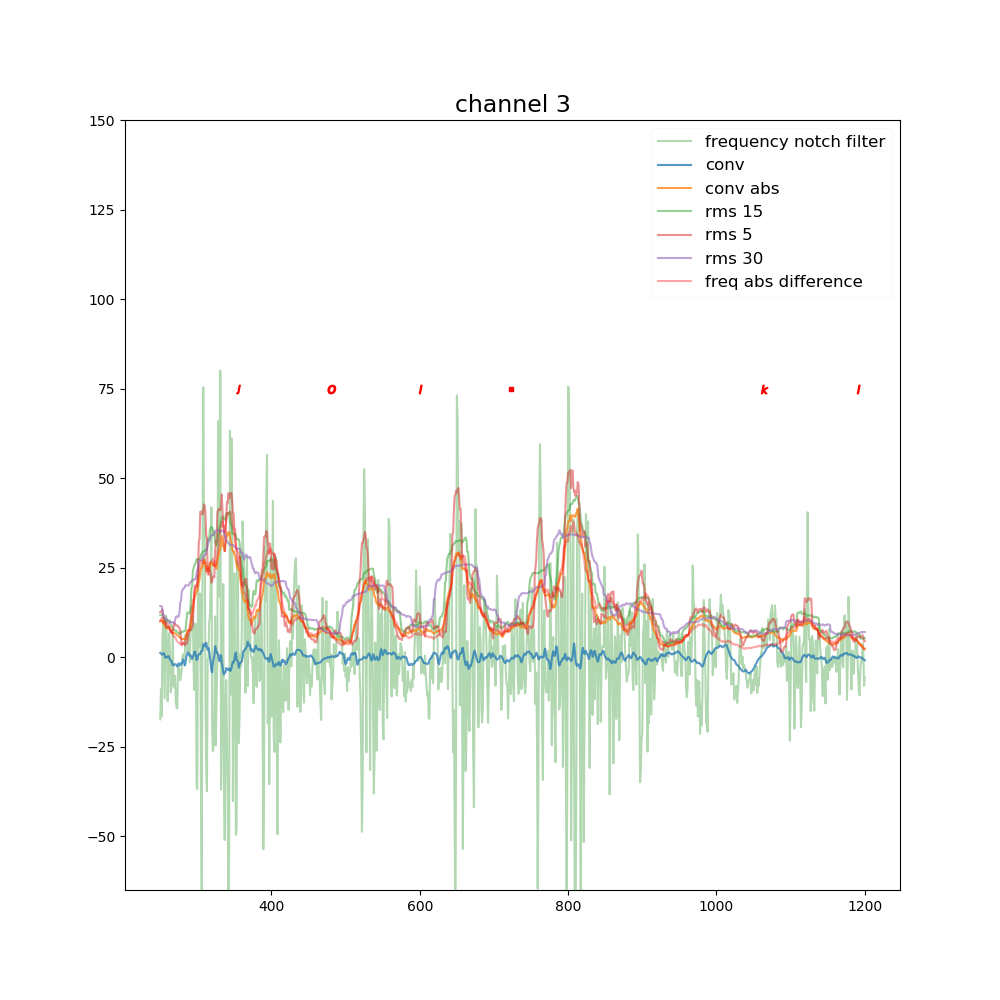 channel 3
150
125
100
75
50
25
0
−25
−50
frequency notch filter
conv
conv abs
rms 15
rms 5
rms 30
freq abs difference
J O I ▪ k l
400 600 800 1000 1200